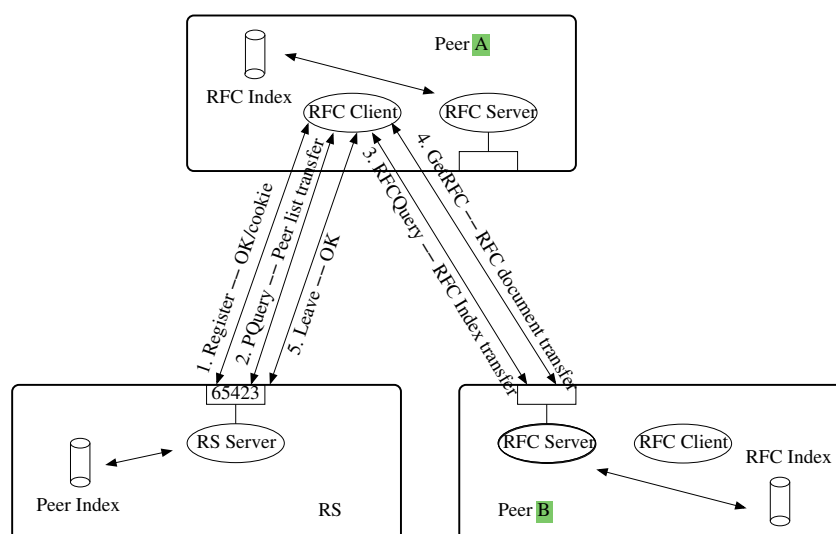 Peer A
RFC Index
RFC Client
RFC Server
1. Register –– OK/cookie
2. PQuery –– Peer list transfer
5. Leave –– OK
3. RFCQuery –– RFC Index transfer
4. GetRFC –– RFC document transfer
65423
RS Server
Peer Index
RS
RFC Server
RFC Client
RFC Index
Peer B